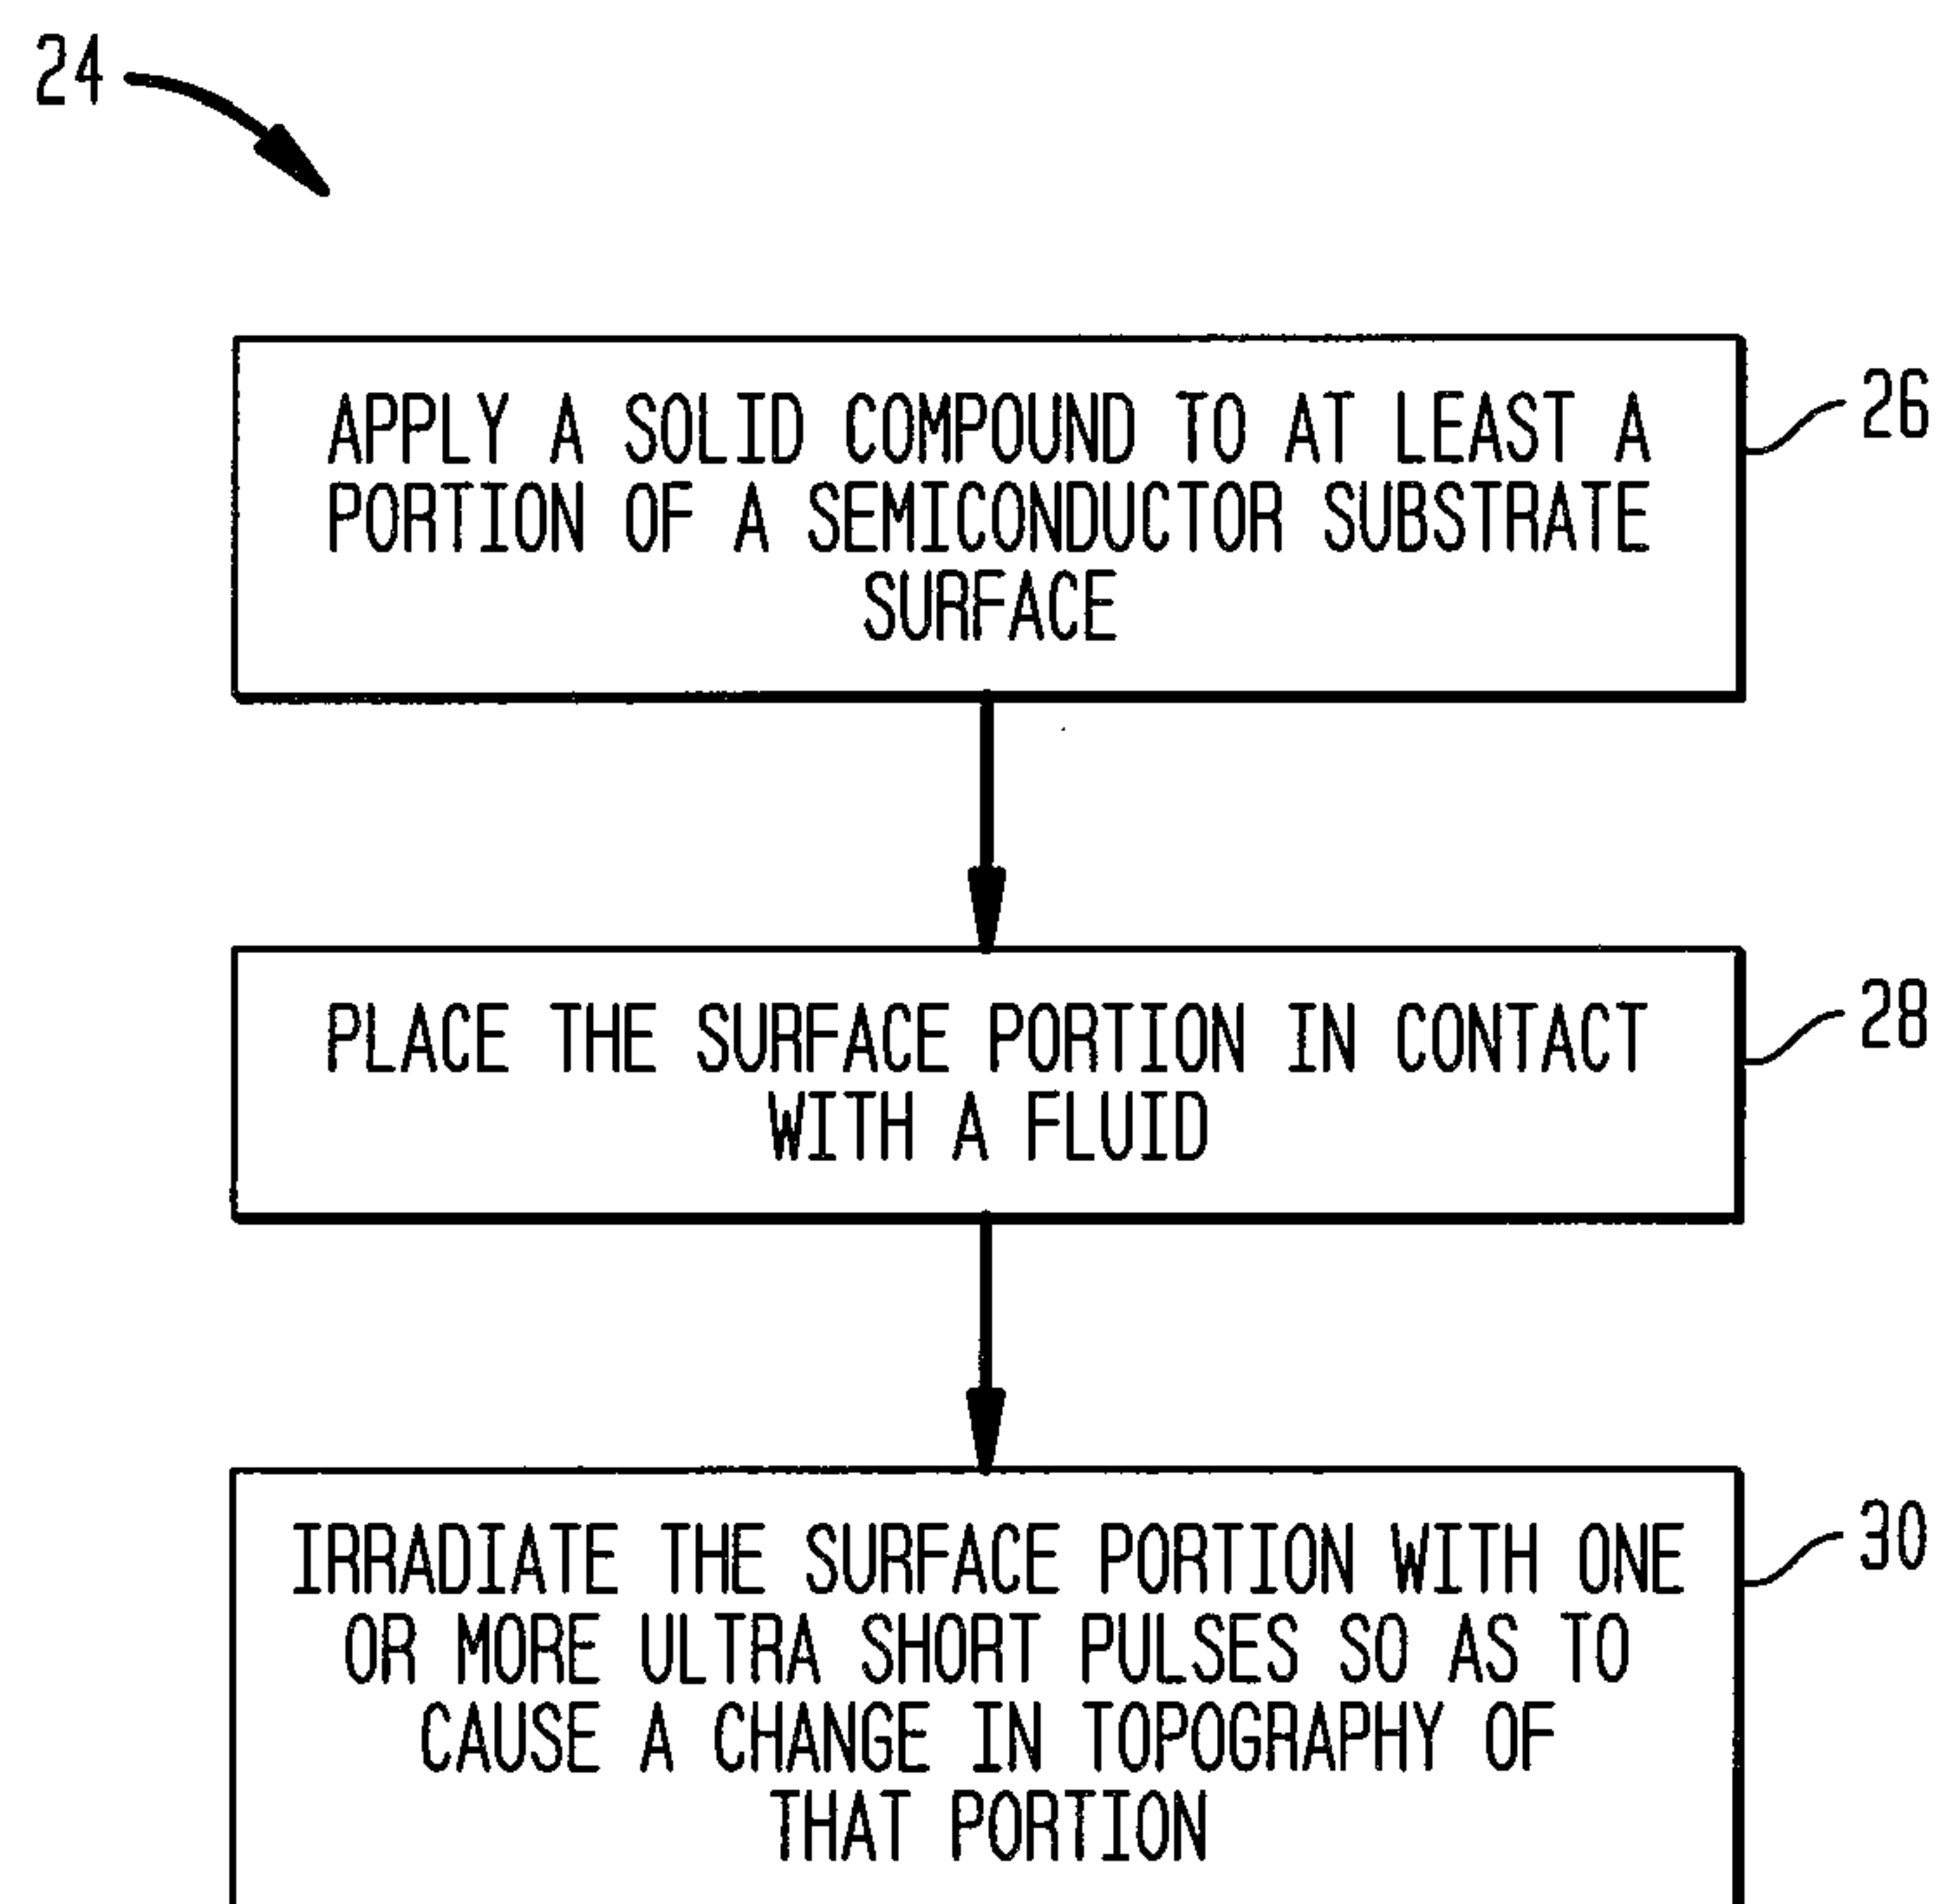 24
APPLY A SOLID COMPOUND TO AT LEAST A
PORTION OF A SEMICONDUCTOR SUBSTRATE
SURFACE
26
PLACE THE SURFACE PORTION IN CONTACT
WITH A FLUID
28
IRRADIATE THE SURFACE PORTION WITH ONE
OR MORE ULTRA SHORT PULSES SO AS TO
CAUSE A CHANGE IN TOPOGRAPHY OF
THAT PORTION
30